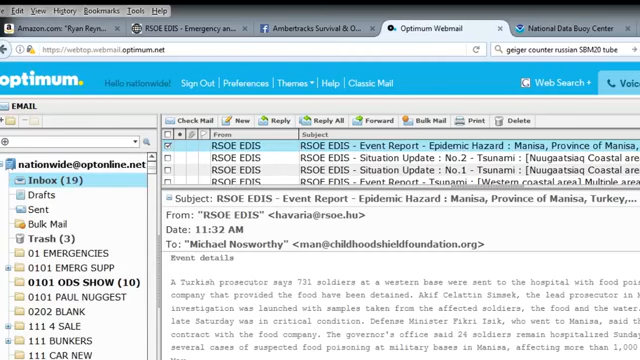 Edit View History Bookmarks Tools Help
Amazon.com: "Ryan Reyn RSOE EDIS - Emergency an Ambertracks Survival & O Optimum Webmail National Data Buoy Center
https://webtop.webmail.optimum.net geiger counter russian SBM20 tube
optimum. Hello nationwide! Sign Out Preferences Themes Help Classic Mail Web Search Voic
EMAIL
Check Mail New Reply Reply All Forward Bulk Mail Print Delete
From Subject
RSOE EDIS RSOE EDIS - Event Report - Epidemic Hazard : Manisa, Province of Manisa,
RSOE EDIS RSOE EDIS - Situation Update : No.2 - Tsunami : [Nuugaatsiaq Coastal area
RSOE EDIS RSOE EDIS - Situation Update : No.1 - Tsunami : [Nuugaatsiaq Coastal area
RSOE EDIS RSOE EDIS - Event Report - Tsunami : [Western coastal area] Multiple area
nationwide@optonline.net
Inbox (19)
Drafts
Sent
Bulk Mail
Trash (3)
01 EMERGENCIES
0101 EMERG SUPP
0101 ODS SHOW (10)
0101 PAUL NUGGEST
0202 BLANK
111 4 SALE
111 BUNKERS
111 CAR NEW
Subject: RSOE EDIS - Event Report - Epidemic Hazard : Manisa, Province of Manisa, Turkey,...
From: "RSOE EDIS" <havaria@rsoe.hu>
Date: 11:32 AM
To: "Michael Nosworthy" <man@childhoodshieldfoundation.org>
Event details
A Turkish prosecutor says 731 soldiers at a western base were sent to the hospital with food pois
company that provided the food have been detained. Akif Celattin Simsek, the lead prosecutor in
investigation was launched with samples taken from the affected soldiers, the food and the water.
late Saturday was in critical condition. Defense Minister Fikri Isik, who went to Manisa, said th
contract with the food company. The governor's office said 24 soldiers remain hospitalized Sunday
several cases of suspected food poisoning at military bases in Manisa, affecting more than 1,000
May